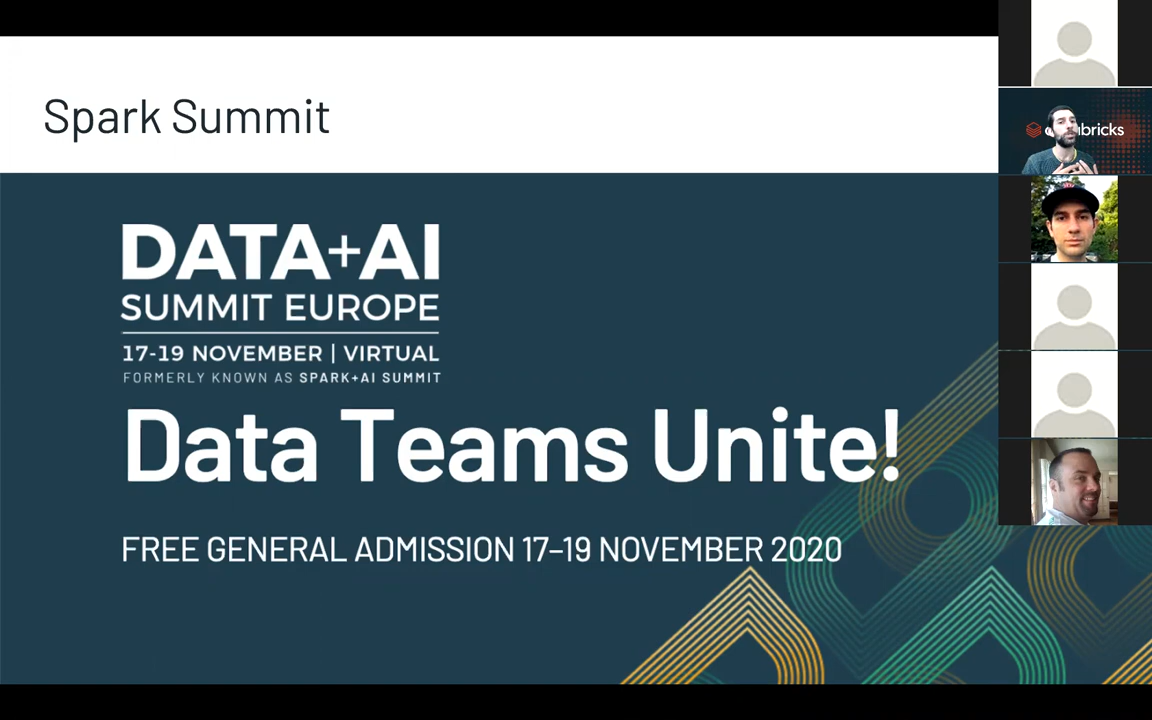 Spark Summit
DATA+AI
SUMMIT EUROPE
17-19 NOVEMBER | VIRTUAL
FORMERLY KNOWN AS SPARK+AI SUMMIT
Data Teams Unite!
FREE GENERAL ADMISSION 17–19 NOVEMBER 2020